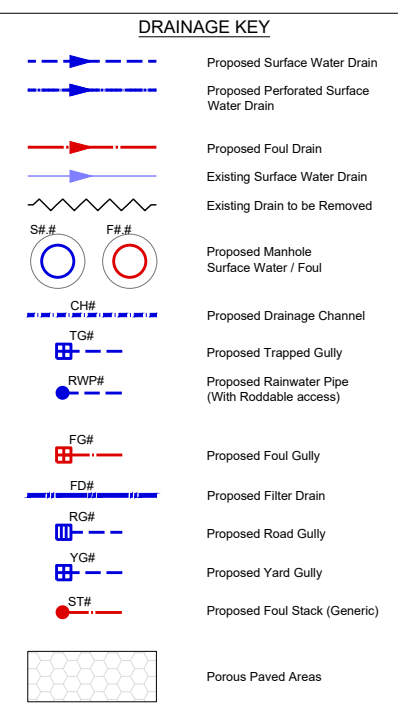 DRAINAGE KEY
Proposed Surface Water Drain
Proposed Perforated Surface
Water Drain
Proposed Foul Drain
Existing Surface Water Drain
Existing Drain to be Removed
S#.# F#.#
Proposed Manhole
Surface Water / Foul
CH#
Proposed Drainage Channel
TG#
Proposed Trapped Gully
RWP#
Proposed Rainwater Pipe
(With Roddable access)
FG#
Proposed Foul Gully
FD#
Proposed Filter Drain
RG#
Proposed Road Gully
YG#
Proposed Yard Gully
ST#
Proposed Foul Stack (Generic)
Porous Paved Areas